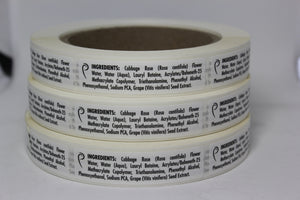 INGREDIENTS: Cabbage Rose (Rosa centifolia) Flower
Water, Water (Aqua), Lauryl Betaine, Acrylates/Beheneth-25
Methacrylate Copolymer, Triethanolamine, Phenethyl Alcohol,
Phenoxyethanol, Sodium PCA, Grape (Vitis vinifera) Seed Extract.
INGREDIENTS: Cabbage Rose (Rosa centifolia) Flower
Water, Water (Aqua), Lauryl Betaine, Acrylates/Beheneth-25
Methacrylate Copolymer, Triethanolamine, Phenethyl Alcohol,
Phenoxyethanol, Sodium PCA, Grape (Vitis vinifera) Seed Extract.
INGREDIENTS: Cabbage Rose (Rosa centifolia) Flower
Water, Water (Aqua), Lauryl Betaine, Acrylates/Beheneth-25
Methacrylate Copolymer, Triethanolamine, Phenethyl Alcohol,
Phenoxyethanol, Sodium PCA, Grape (Vitis vinifera) Seed Extract.